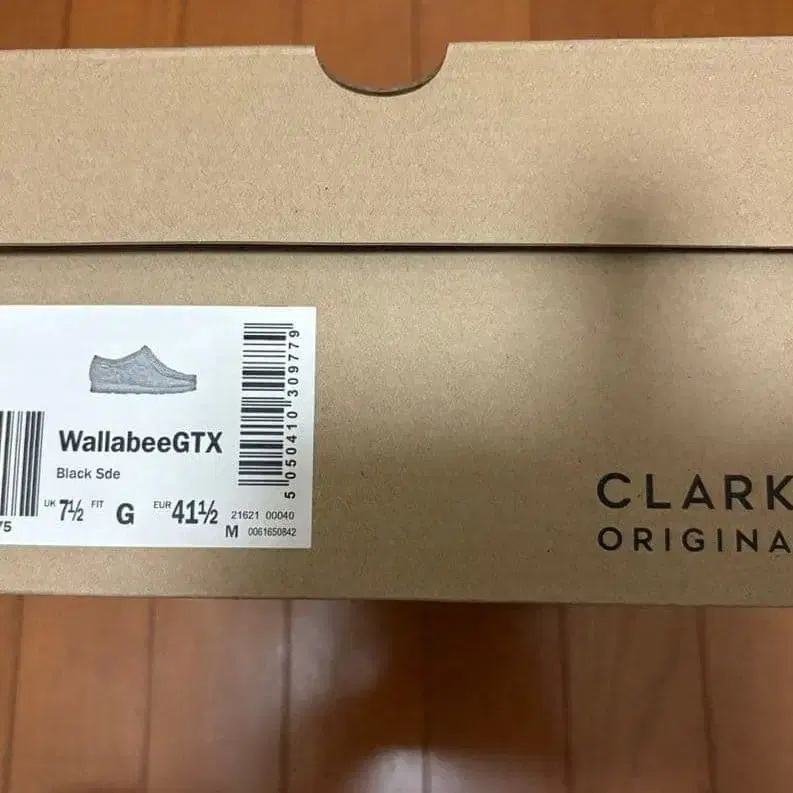 WallabeeGTX
Black Sde
UK 7½ FIT G EUR 41½
21621 00040
M 0061650842
5 050410 309779
75
CLARK
ORIGINA